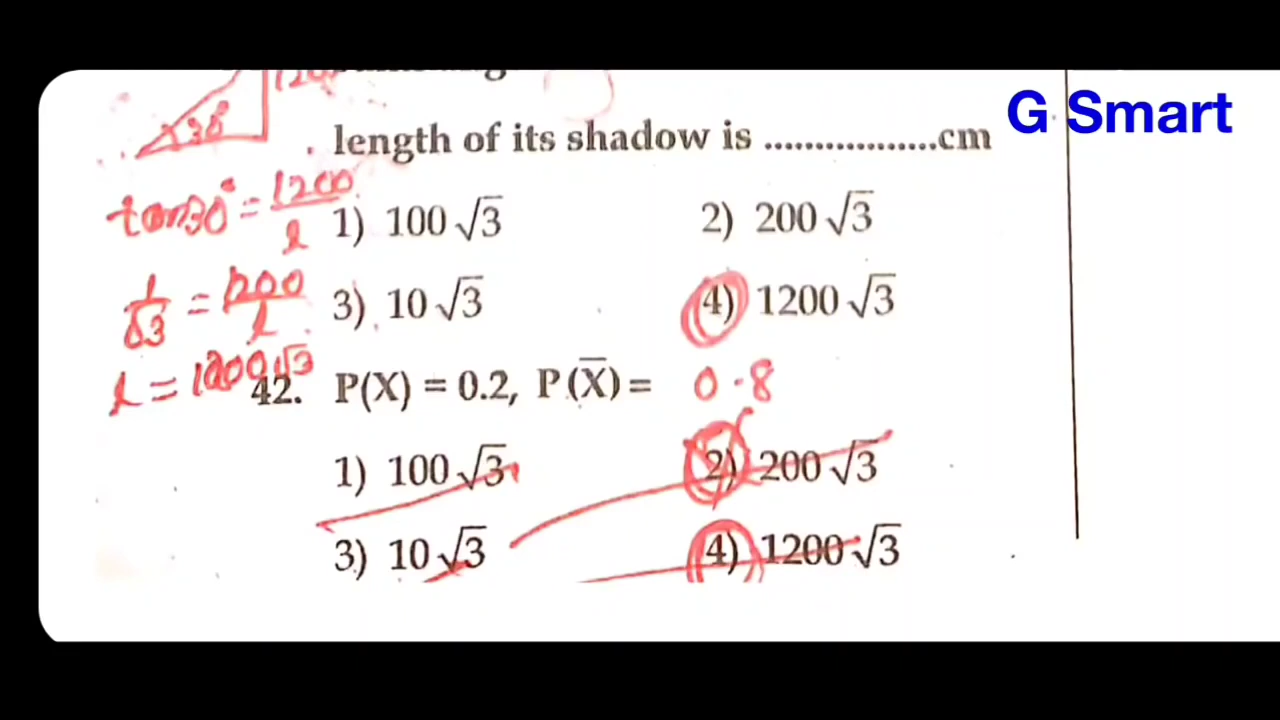 G Smart
30°
length of its shadow is .................cm
tan30° = 1200/l
1) 100√3 2) 200√3
1/√3 = 1200/l
3) 10√3 4) 1200√3
l = 1200√3
42. P(X) = 0.2, P(X̅) = 0.8
1) 100√3 2) 200√3
3) 10√3 4) 1200√3